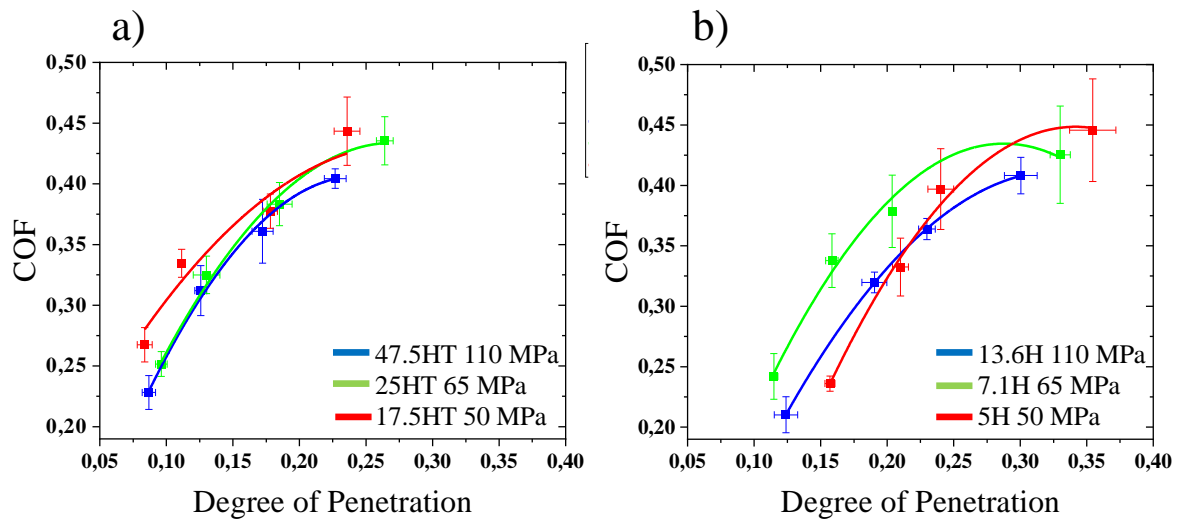 a)
0,50
0,45
0,40
0,35
0,30
0,25
0,20
COF
0,00 0,05 0,10 0,15 0,20 0,25 0,30 0,35 0,40
Degree of Penetration
47.5HT 110 MPa
25HT 65 MPa
17.5HT 50 MPa
b)
0,50
0,45
0,40
0,35
0,30
0,25
0,20
COF
0,05 0,10 0,15 0,20 0,25 0,30 0,35 0,40
Degree of Penetration
13.6H 110 MPa
7.1H 65 MPa
5H 50 MPa